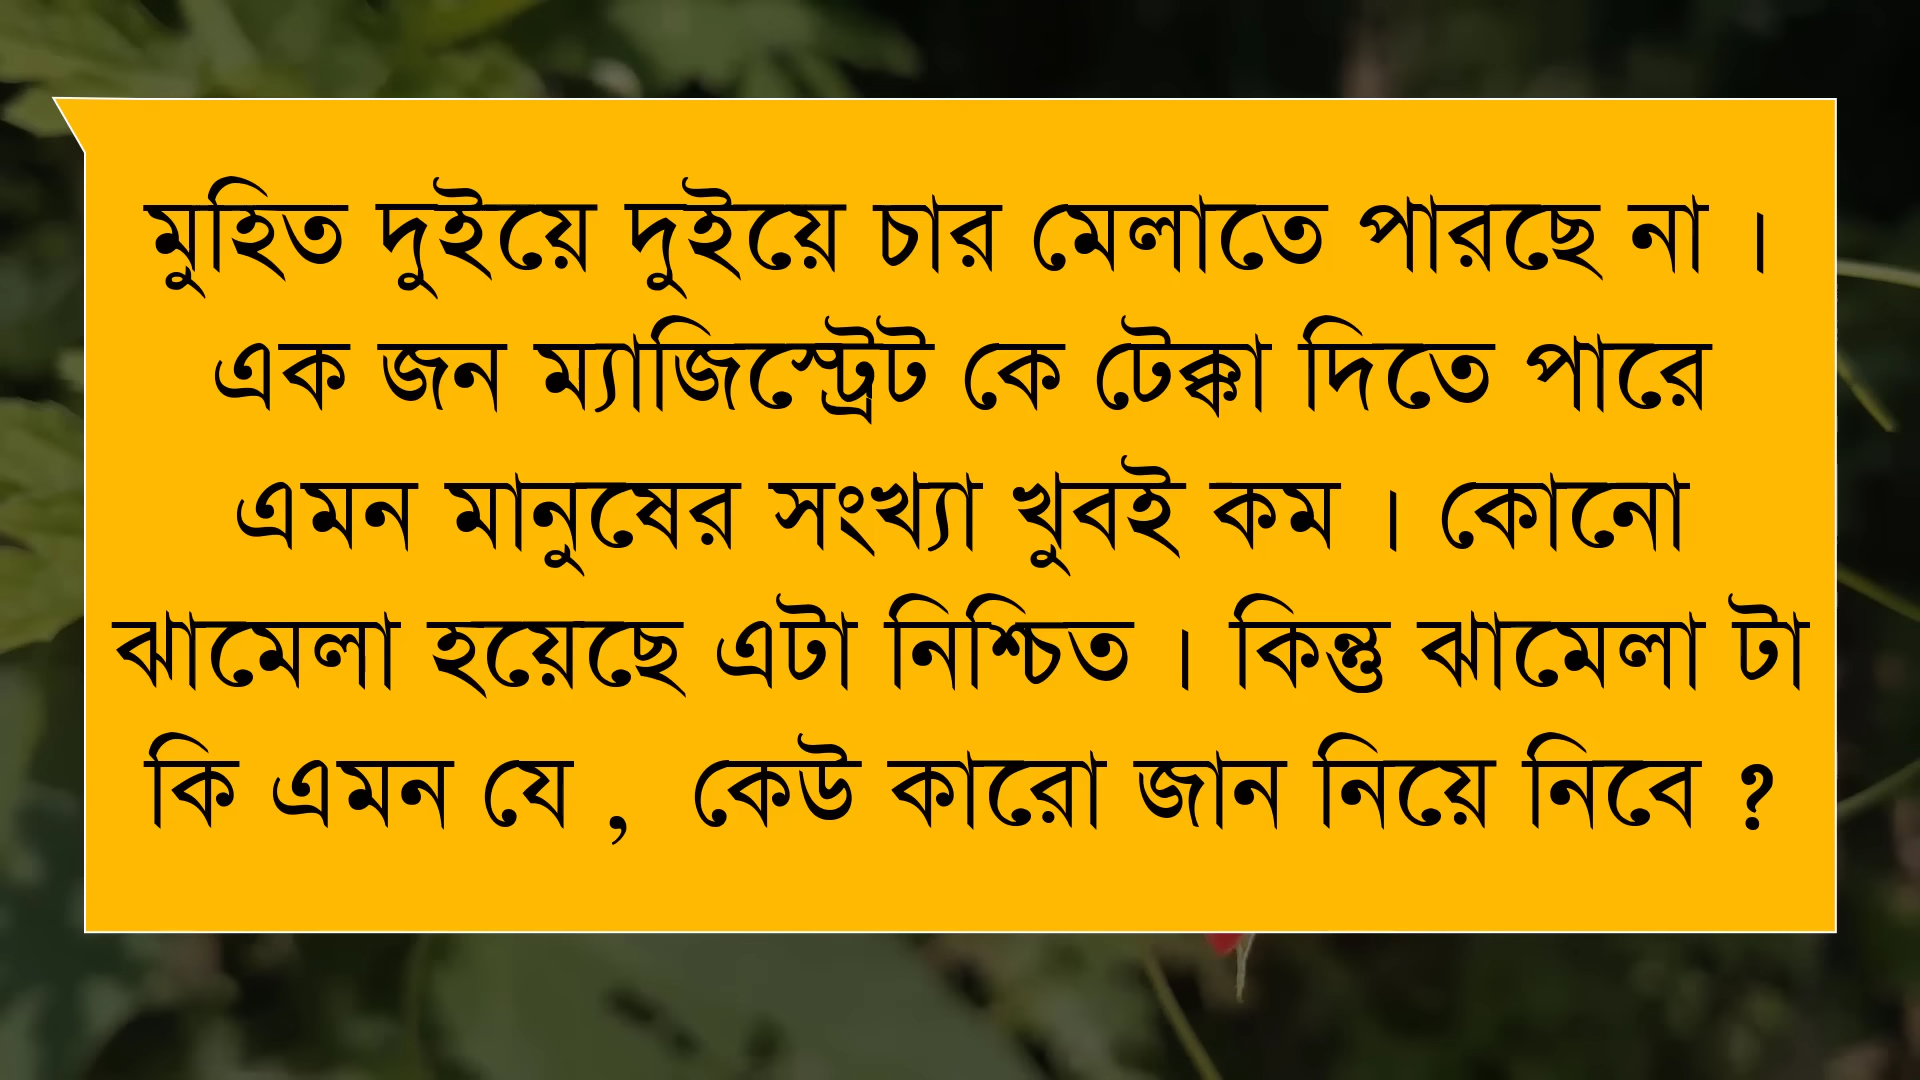 মুহিত দুইয়ে দুইয়ে চার মেলাতে পারছে না ।
এক জন ম্যাজিস্ট্রেট কে টেক্কা দিতে পারে
এমন মানুষের সংখ্যা খুবই কম । কোনো
ঝামেলা হয়েছে এটা নিশ্চিত । কিন্তু ঝামেলা টা
কি এমন যে , কেউ কারো জান নিয়ে নিবে ?